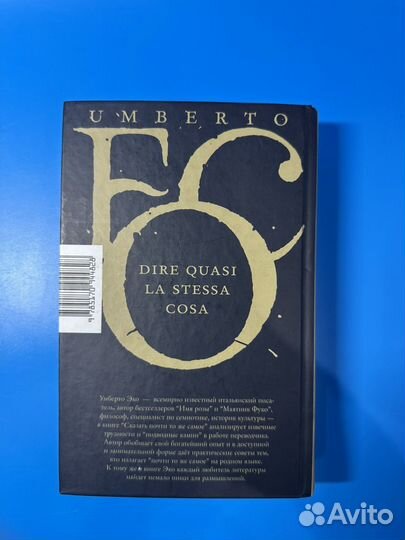 UMBERTO
ECO
DIRE QUASI
LA STESSA
COSA
9785170944828
Умберто Эко — всемирно известный итальянский писа-
тель, автор бестселлеров "Имя розы" и "Маятник Фуко",
философ, специалист по семиотике, историк культуры —
в книге "Сказать почти то же самое" анализирует извечные
трудности и "подводные камни" в работе переводчика.
Автор обобщает свой богатейший опыт и в доступной
и занимательной форме даёт практические советы тем,
кто излагает "почти то же самое" на родном языке.
К тому же в книге Эко каждый любитель литературы
найдет немало пищи для размышлений.
Avito